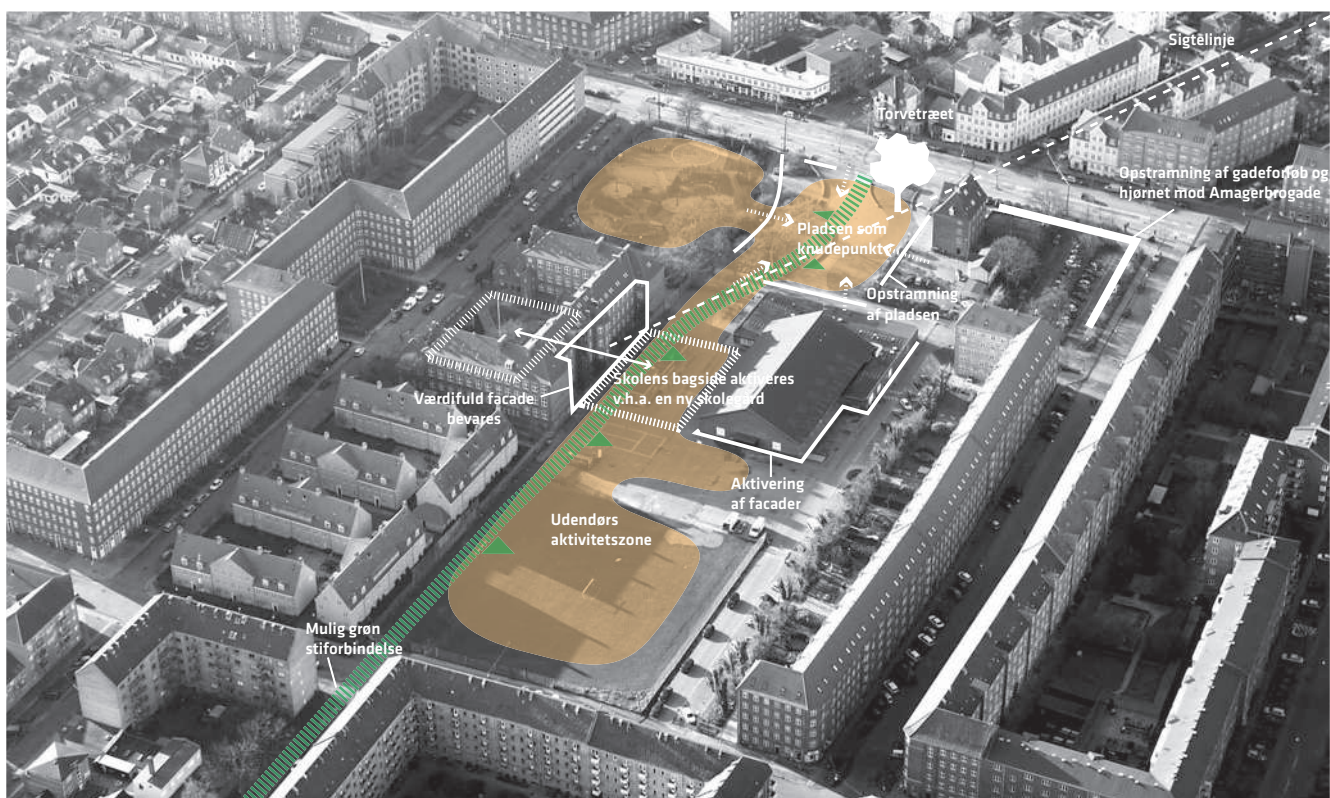 Sigtelinje
Torvetræet
Opstramning af gadeforløb og
hjørnet mod Amagerbrogade
Pladsen som
knudepunkt
Opstramning
af pladsen
Skolens bagside aktiveres
v.h.a. en ny skolegård
Værdifuld facade
bevares
Aktivering
af facader
Udendørs
aktivitetszone
Mulig grøn
stiforbindelse